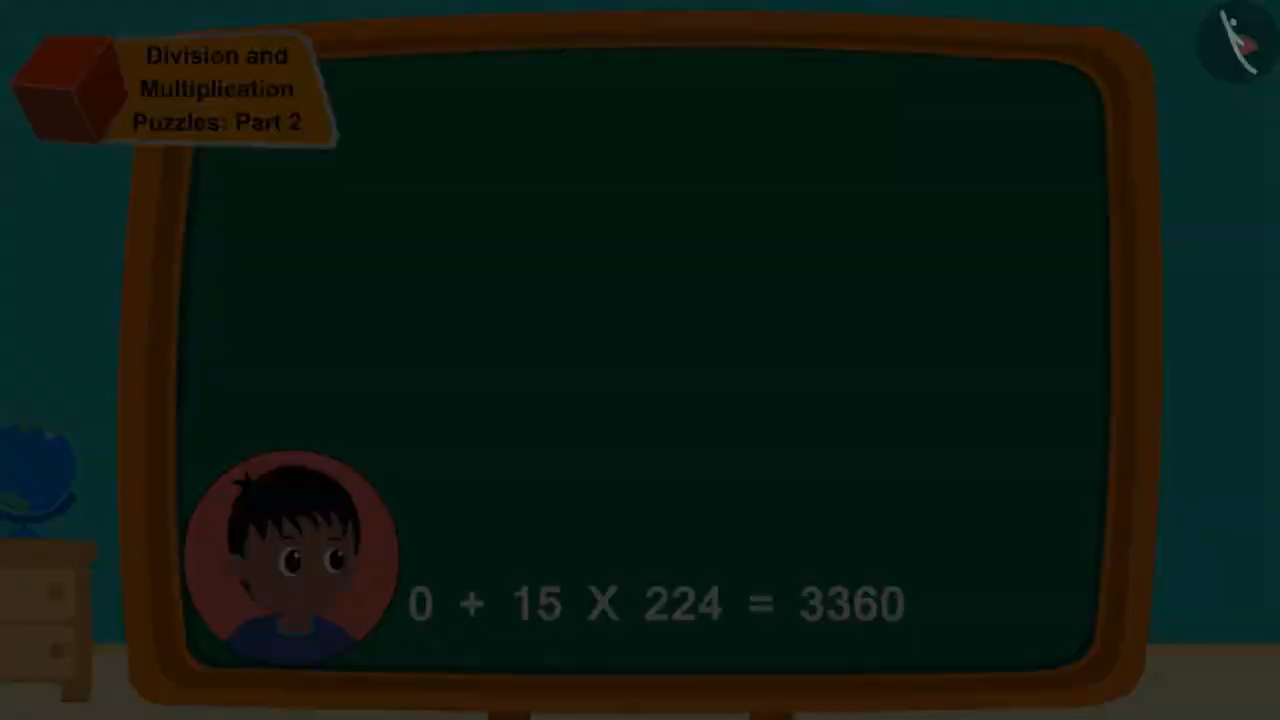 Division and
Multiplication
Puzzles: Part 2
0 + 15 X 224 = 3360